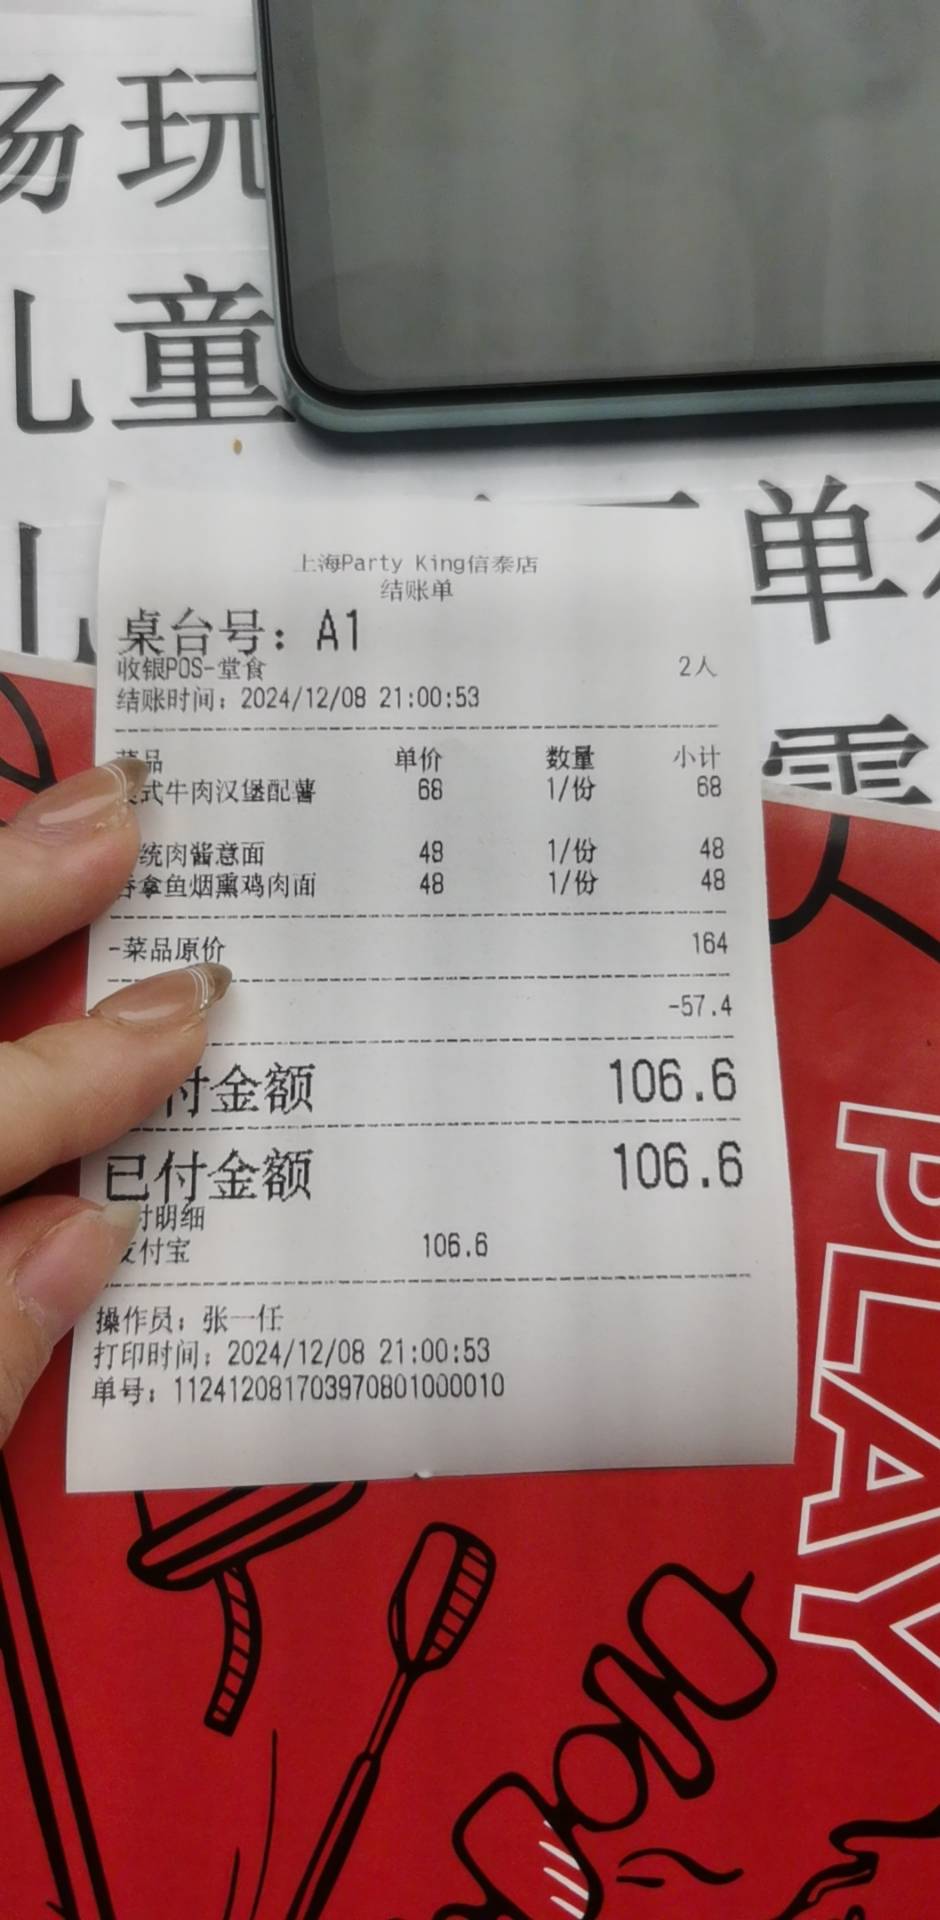 场玩
儿童
单
上海Party King信泰店
结账单
桌台号：A1
收银POS-堂食 2人
结账时间：2024/12/08 21:00:53
菜品 单价 数量 小计
式牛肉汉堡配薯 68 1/份 68
统肉酱意面 48 1/份 48
吞拿鱼烟熏鸡肉面 48 1/份 48
-菜品原价 164
-57.4
付金额 106.6
已付金额 106.6
付明细
支付宝 106.6
操作员：张一任
打印时间：2024/12/08 21:00:53
单号：112412081703970801000010
PLAY